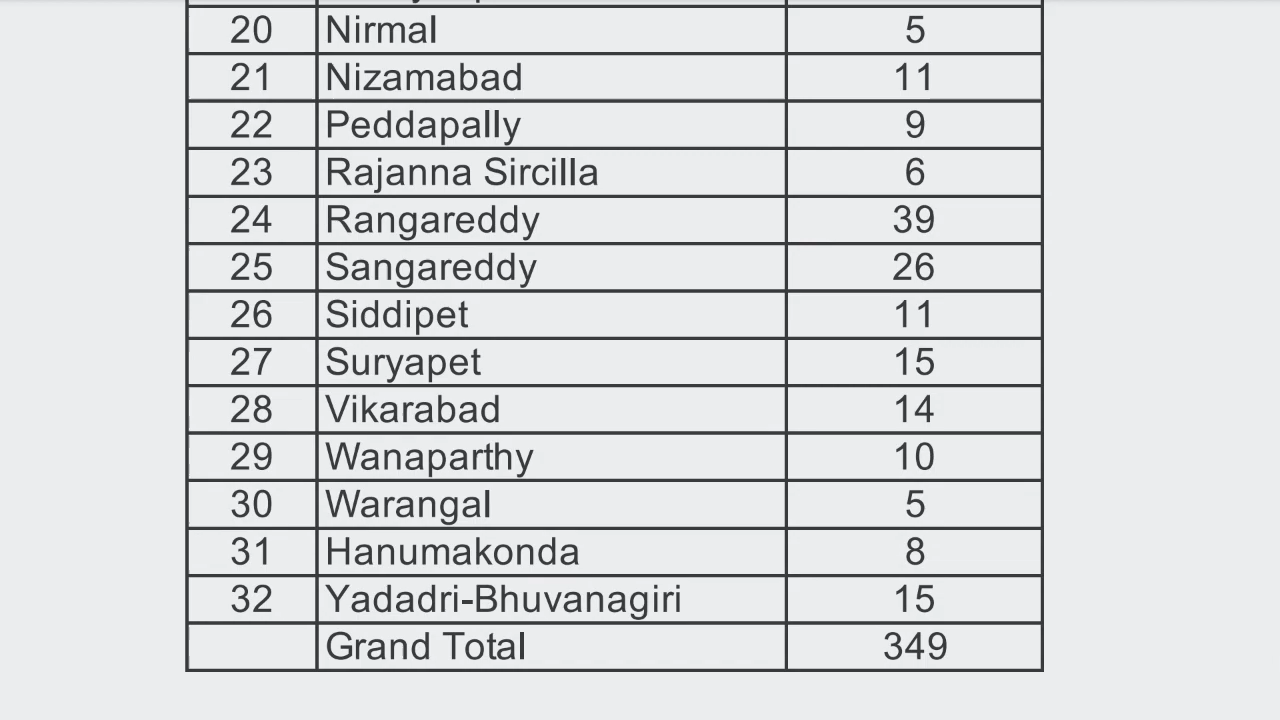 20 Nirmal 5
21 Nizamabad 11
22 Peddapally 9
23 Rajanna Sircilla 6
24 Rangareddy 39
25 Sangareddy 26
26 Siddipet 11
27 Suryapet 15
28 Vikarabad 14
29 Wanaparthy 10
30 Warangal 5
31 Hanumakonda 8
32 Yadadri-Bhuvanagiri 15
Grand Total 349